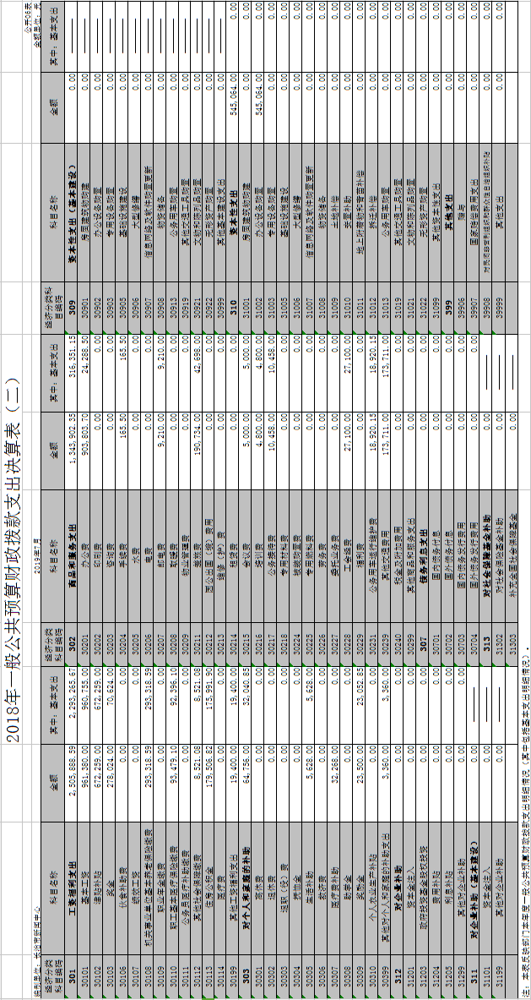 2018年一般公共预算财政拨款支出决算表（二）
公开06表
编制单位：长治市新闻中心 2019年7月 金额单位：元
经济分类科目编码 科目名称 金额 其中：基本支出 经济分类科目编码 科目名称 金额 其中：基本支出 经济分类科目编码 科目名称 金额 其中：基本支出
301 工资福利支出 2,505,888.59 2,293,265.67 302 商品和服务支出 1,343,902.35 316,351.15 309 资本性支出（基本建设） 0.00 ——
30101 基本工资 961,380.00 960,755.00 30201 办公费 903,803.70 24,288.50 30901 房屋建筑物购建 0.00 ——
30102 津贴补贴 672,259.00 672,259.00 30202 印刷费 0.00 0.00 30902 办公设备购置 0.00 ——
30103 奖金 278,024.00 70,624.00 30203 咨询费 0.00 0.00 30903 专用设备购置 0.00 ——
30106 伙食补助费 0.00 0.00 30204 手续费 165.50 165.50 30905 基础设施建设 0.00 ——
30107 绩效工资 0.00 0.00 30205 水费 0.00 0.00 30906 大型修缮 0.00 ——
30108 机关事业单位基本养老保险缴费 293,318.59 293,318.59 30206 电费 0.00 0.00 30907 信息网络及软件购置更新 0.00 ——
30109 职业年金缴费 0.00 0.00 30207 邮电费 9,210.00 9,210.00 30908 物资储备 0.00 ——
30110 职工基本医疗保险缴费 93,479.10 92,396.10 30208 取暖费 0.00 0.00 30913 公务用车购置 0.00 ——
30111 公务员医疗补助缴费 0.00 0.00 30209 物业管理费 0.00 0.00 30919 其他交通工具购置 0.00 ——
30112 其他社会保障缴费 8,521.08 8,521.08 30211 差旅费 190,734.00 42,698.00 30921 文物和陈列品购置 0.00 ——
30113 住房公积金 179,506.82 175,991.90 30212 因公出国（境）费用 0.00 0.00 30922 无形资产购置 0.00 ——
30114 医疗费 0.00 0.00 30213 维修（护）费 0.00 0.00 30999 其他基本建设支出 0.00 ——
30199 其他工资福利支出 19,400.00 19,400.00 30214 租赁费 0.00 0.00 310 资本性支出 545,064.00 0.00
303 对个人和家庭的补助 64,756.00 32,040.85 30215 会议费 5,000.00 5,000.00 31001 房屋建筑物购建 0.00 0.00
30301 离休费 0.00 0.00 30216 培训费 4,800.00 4,800.00 31002 办公设备购置 545,064.00 0.00
30302 退休费 0.00 0.00 30217 公务接待费 10,458.00 10,458.00 31003 专用设备购置 0.00 0.00
30303 退职（役）费 0.00 0.00 30218 专用材料费 0.00 0.00 31005 基础设施建设 0.00 0.00
30304 抚恤金 0.00 0.00 30224 被装购置费 0.00 0.00 31006 大型修缮 0.00 0.00
30305 生活补助 5,628.00 5,628.00 30225 专用燃料费 0.00 0.00 31007 信息网络及软件购置更新 0.00 0.00
30306 救济费 0.00 0.00 30226 劳务费 0.00 0.00 31008 物资储备 0.00 0.00
30307 医疗费补助 32,268.00 0.00 30227 委托业务费 0.00 0.00 31009 土地补偿 0.00 0.00
30308 助学金 0.00 0.00 30228 工会经费 27,100.00 27,100.00 31010 安置补助 0.00 0.00
30309 奖励金 23,500.00 23,052.85 30229 福利费 0.00 0.00 31011 地上附着物和青苗补偿 0.00 0.00
30310 个人农业生产补贴 0.00 0.00 30231 公务用车运行维护费 18,920.15 18,920.15 31012 拆迁补偿 0.00 0.00
30399 其他对个人和家庭的补助支出 3,360.00 3,360.00 30239 其他交通费用 173,711.00 173,711.00 31013 公务用车购置 0.00 0.00
312 对企业补助 0.00 0.00 30240 税金及附加费用 0.00 0.00 31019 其他交通工具购置 0.00 0.00
31201 资本金注入 0.00 0.00 30299 其他商品和服务支出 0.00 0.00 31021 文物和陈列品购置 0.00 0.00
31203 政府投资基金股权投资 0.00 0.00 307 债务利息支出 0.00 0.00 31022 无形资产购置 0.00 0.00
31204 费用补贴 0.00 0.00 30701 国内债务付息 0.00 0.00 31099 其他资本性支出 0.00 0.00
31205 利息补贴 0.00 0.00 30702 国外债务付息 0.00 0.00 399 其他支出 0.00 0.00
31299 其他对企业补助 0.00 0.00 30703 国内债务发行费用 0.00 0.00 39906 赠与 0.00 0.00
311 对企业补助（基本建设） 0.00 —— 30704 国外债务发行费用 0.00 0.00 39907 国家赔偿费用支出 0.00 0.00
31101 资本金注入 0.00 —— 313 对社会保障基金补助 0.00 —— 39908 对民间非营利组织和群众性自治组织补贴 0.00 0.00
31199 其他对企业补助 0.00 —— 31302 对社会保险基金补助 0.00 —— 39999 其他支出 0.00 0.00
31303 补充全国社会保障基金 0.00 ——
注：本表反映部门本年度一般公共预算财政拨款支出明细情况（其中包括基本支出明细情况）。